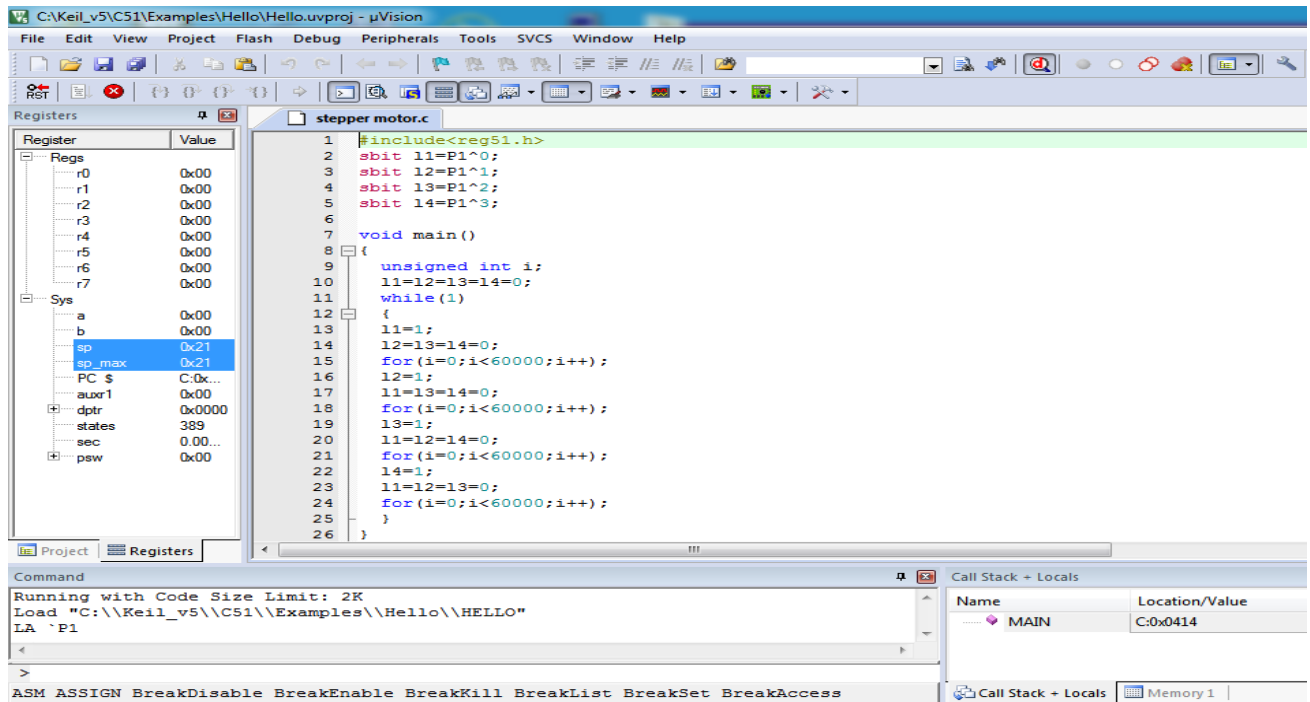 C:\Keil_v5\C51\Examples\Hello\Hello.uvproj - µVision
File Edit View Project Flash Debug Peripherals Tools SVCS Window Help
RST
Registers
stepper motor.c
Register Value
Regs
r0 0x00
r1 0x00
r2 0x00
r3 0x00
r4 0x00
r5 0x00
r6 0x00
r7 0x00
Sys
a 0x00
b 0x00
sp 0x21
sp_max 0x21
PC $ C:0x...
auxr1 0x00
dptr 0x0000
states 389
sec 0.00...
psw 0x00
Project Registers
1 #include<reg51.h>
2 sbit l1=P1^0;
3 sbit l2=P1^1;
4 sbit l3=P1^2;
5 sbit l4=P1^3;
6
7 void main()
8 {
9 unsigned int i;
10 l1=l2=l3=l4=0;
11 while(1)
12 {
13 l1=1;
14 l2=l3=l4=0;
15 for(i=0;i<60000;i++);
16 l2=1;
17 l1=l3=l4=0;
18 for(i=0;i<60000;i++);
19 l3=1;
20 l1=l2=l4=0;
21 for(i=0;i<60000;i++);
22 l4=1;
23 l1=l2=l3=0;
24 for(i=0;i<60000;i++);
25 }
26 }
Command
Running with Code Size Limit: 2K
Load "C:\\Keil_v5\\C51\\Examples\\Hello\\HELLO"
LA `P1
>
ASM ASSIGN BreakDisable BreakEnable BreakKill BreakList BreakSet BreakAccess
Call Stack + Locals
Name Location/Value
MAIN C:0x0414
Call Stack + Locals Memory 1